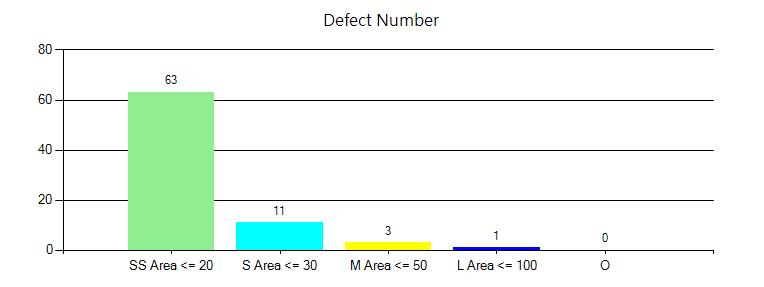 Defect Number
80
63
60
40
20
11
3
1
0
0
SS Area <= 20
S Area <= 30
M Area <= 50
L Area <= 100
O